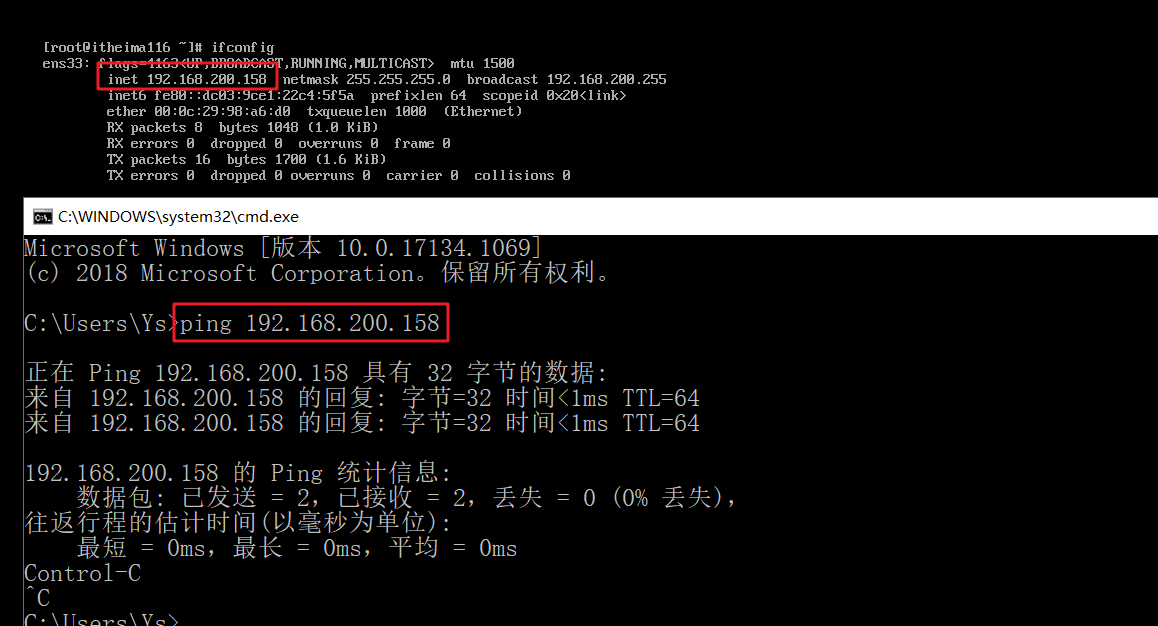 [root@itheima116 ~]# ifconfig
ens33: flags=4163<UP,BROADCAST,RUNNING,MULTICAST>  mtu 1500
inet 192.168.200.158  netmask 255.255.255.0  broadcast 192.168.200.255
inet6 fe80::dc03:9ce1:22c4:5f5a  prefixlen 64  scopeid 0x20<link>
ether 00:0c:29:98:a6:d0  txqueuelen 1000  (Ethernet)
RX packets 8  bytes 1048 (1.0 KiB)
RX errors 0  dropped 0  overruns 0  frame 0
TX packets 16  bytes 1700 (1.6 KiB)
TX errors 0  dropped 0 overruns 0  carrier 0  collisions 0
C:\WINDOWS\system32\cmd.exe
Microsoft Windows [版本 10.0.17134.1069]
(c) 2018 Microsoft Corporation。保留所有权利。
C:\Users\Ys>ping 192.168.200.158
正在 Ping 192.168.200.158 具有 32 字节的数据:
来自 192.168.200.158 的回复: 字节=32 时间<1ms TTL=64
来自 192.168.200.158 的回复: 字节=32 时间<1ms TTL=64
192.168.200.158 的 Ping 统计信息:
数据包: 已发送 = 2，已接收 = 2，丢失 = 0 (0% 丢失)，
往返行程的估计时间(以毫秒为单位):
最短 = 0ms，最长 = 0ms，平均 = 0ms
Control-C
^C
C:\Users\Ys>